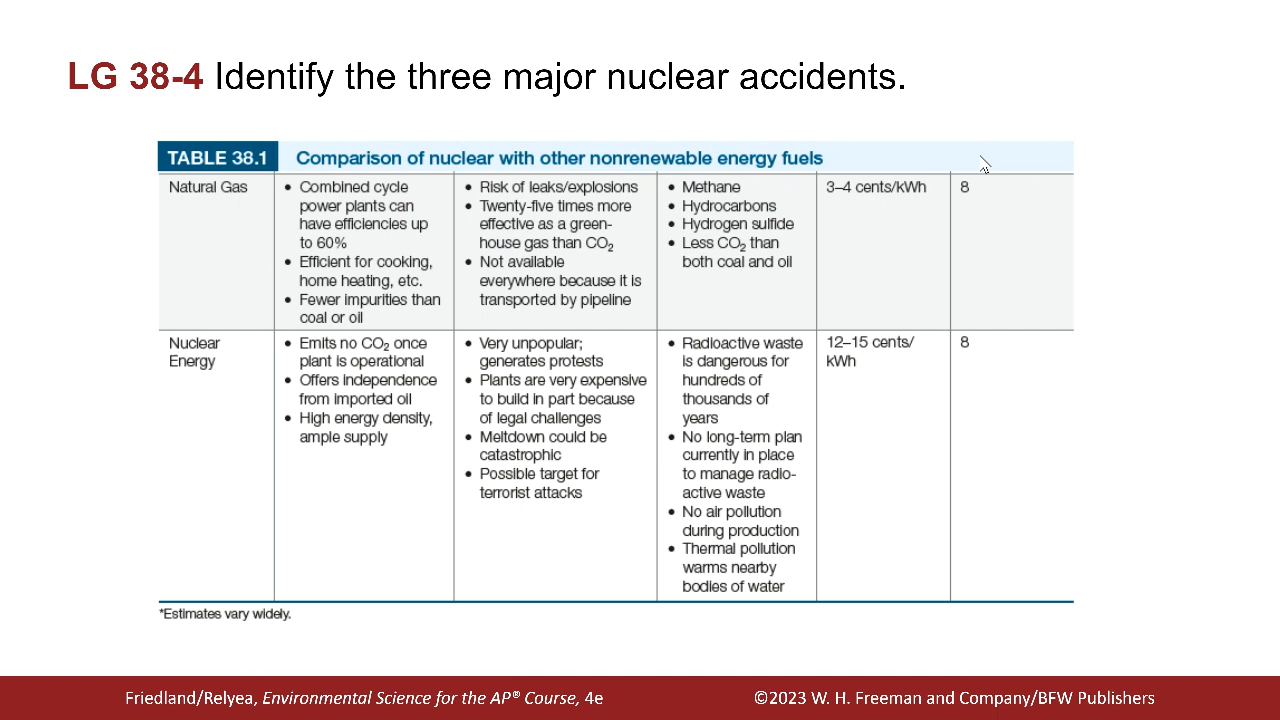 LG 38-4 Identify the three major nuclear accidents.
TABLE 38.1 Comparison of nuclear with other nonrenewable energy fuels
Natural Gas
• Combined cycle
power plants can
have efficiencies up
to 60%
• Efficient for cooking,
home heating, etc.
• Fewer impurities than
coal or oil
• Risk of leaks/explosions
• Twenty-five times more
effective as a green-
house gas than CO₂
• Not available
everywhere because it is
transported by pipeline
• Methane
• Hydrocarbons
• Hydrogen sulfide
• Less CO₂ than
both coal and oil
3–4 cents/kWh
8
Nuclear
Energy
• Emits no CO₂ once
plant is operational
• Offers independence
from imported oil
• High energy density,
ample supply
• Very unpopular;
generates protests
• Plants are very expensive
to build in part because
of legal challenges
• Meltdown could be
catastrophic
• Possible target for
terrorist attacks
• Radioactive waste
is dangerous for
hundreds of
thousands of
years
• No long-term plan
currently in place
to manage radio-
active waste
• No air pollution
during production
• Thermal pollution
warms nearby
bodies of water
12–15 cents/
kWh
8
*Estimates vary widely.
Friedland/Relyea, Environmental Science for the AP® Course, 4e
©2023 W. H. Freeman and Company/BFW Publishers